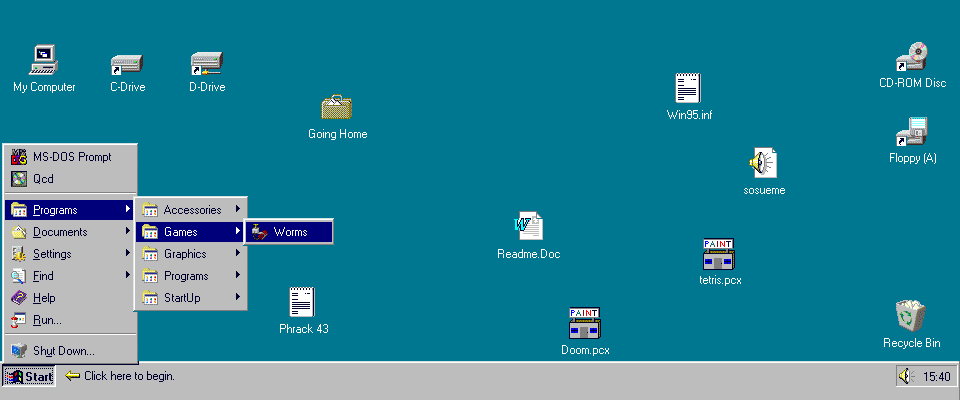 My Computer
C-Drive
D-Drive
Going Home
Win95.inf
CD-ROM Disc
Floppy (A)
sosueme
Readme.Doc
PAINT
tetris.pcx
Phrack 43
PAINT
Doom.pcx
Recycle Bin
MS-DOS Prompt
Qcd
Programs
Documents
Settings
Find
Help
Run...
Shut Down...
Accessories
Games
Graphics
Programs
StartUp
Worms
Start
Click here to begin.
15:40